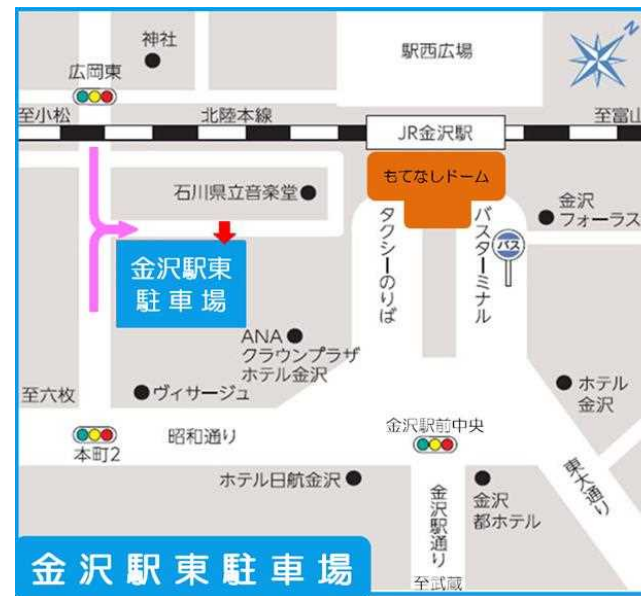 神社
駅西広場
N
広岡東
至小松
北陸本線
JR金沢駅
至富山
もてなしドーム
石川県立音楽堂
金沢
フォーラス
タクシーのりば
バスターミナル
バス
金沢駅東
駐車場
ANA
クラウンプラザ
ホテル金沢
至六枚
ヴィサージュ
ホテル
金沢
昭和通り
金沢駅前中央
本町2
ホテル日航金沢
金沢駅通り
金沢
都ホテル
東大通り
至武蔵
金沢駅東駐車場